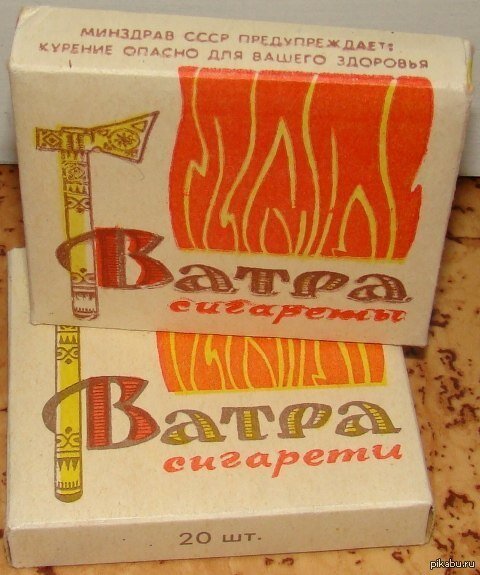 МИНЗДРАВ СССР ПРЕДУПРЕЖДАЕТ:
КУРЕНИЕ ОПАСНО ДЛЯ ВАШЕГО ЗДОРОВЬЯ
ВАТРА
сигареты
ВАТРА
сигарети
20 шт.
pikabu.ru